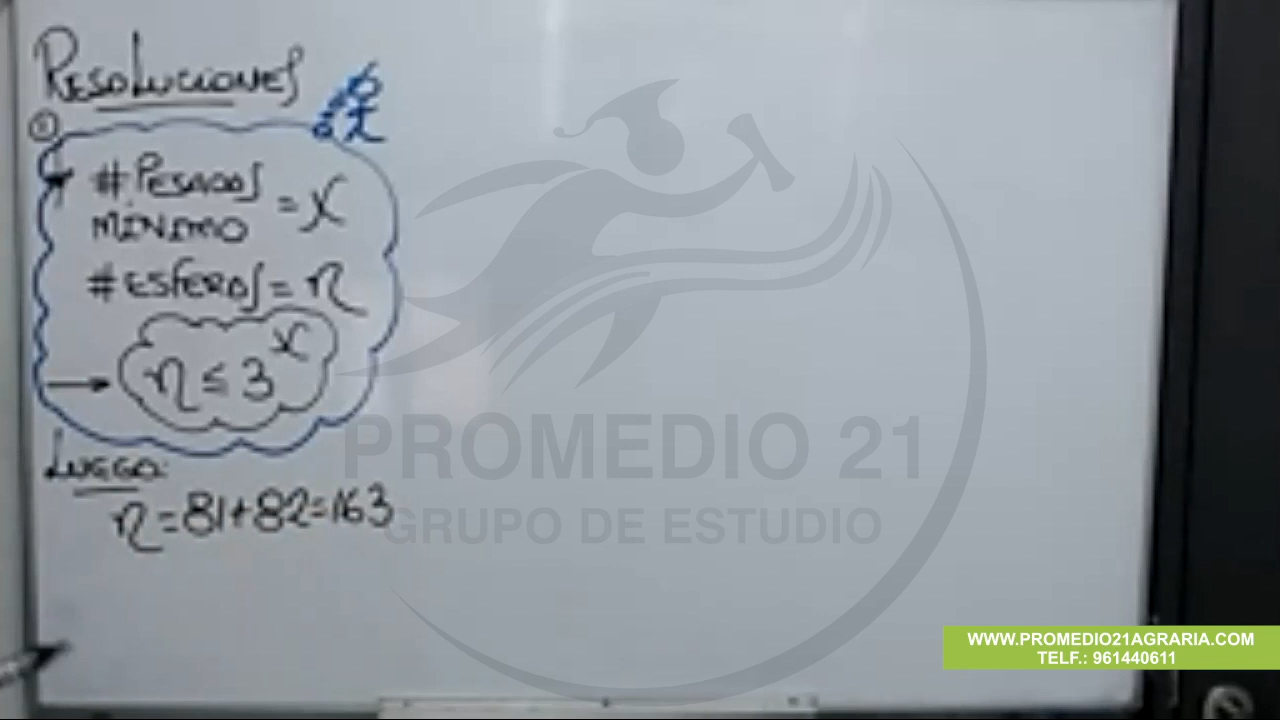 RESOLUCIONES
①
# PESADAS
MÍNIMO = x
# ESFERAS = n
n ≤ 3^x
LUEGO:
n = 81+82=163
PROMEDIO 21
GRUPO DE ESTUDIO
WWW.PROMEDIO21AGRARIA.COM
TELF.: 961440611